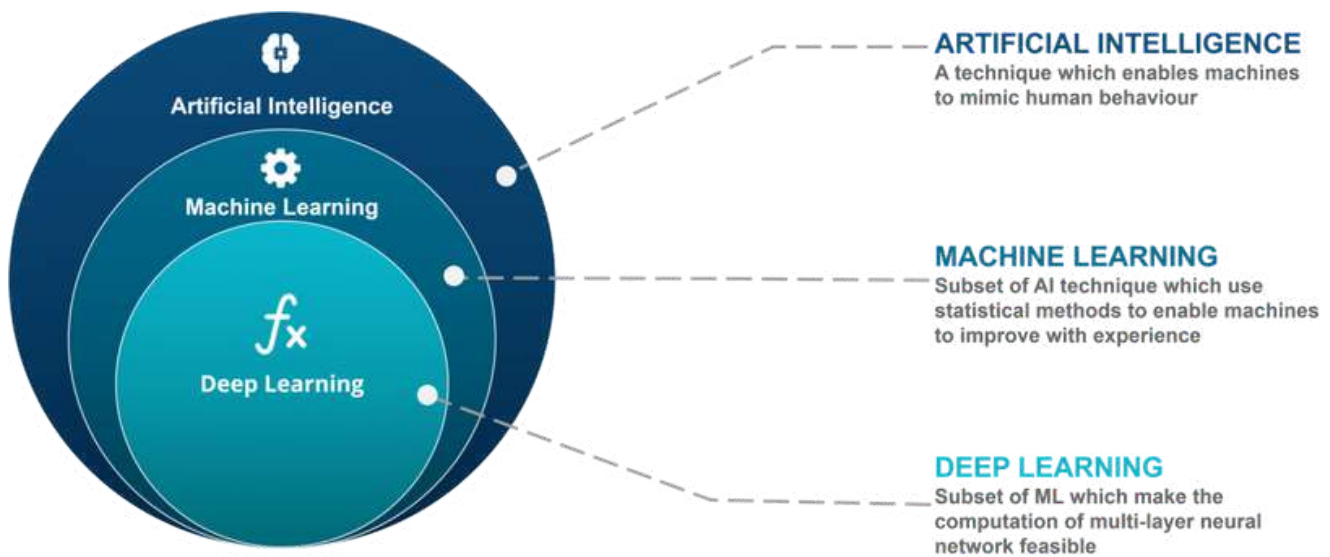 Artificial Intelligence
Machine Learning
fx
Deep Learning
ARTIFICIAL INTELLIGENCE
A technique which enables machines
to mimic human behaviour
MACHINE LEARNING
Subset of AI technique which use
statistical methods to enable machines
to improve with experience
DEEP LEARNING
Subset of ML which make the
computation of multi-layer neural
network feasible